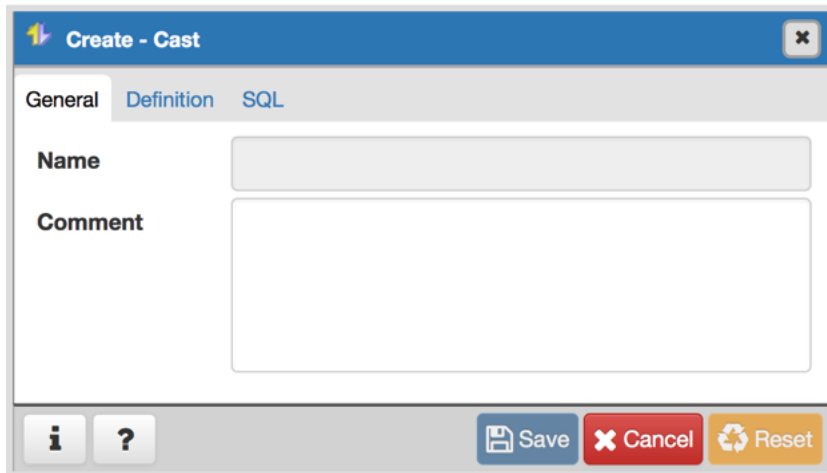 Create - Cast
General Definition SQL
Name
Comment
i ? Save Cancel Reset